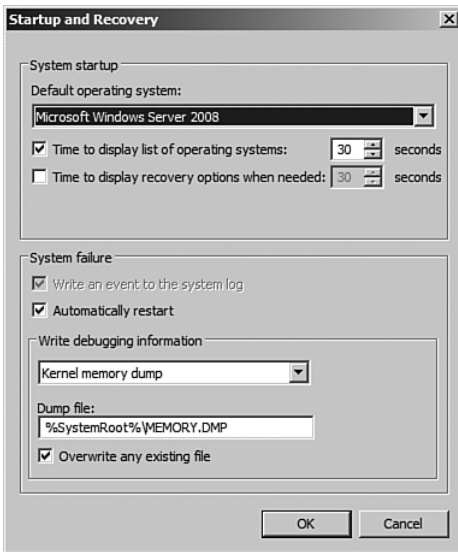 Startup and Recovery
System startup
Default operating system:
Microsoft Windows Server 2008
Time to display list of operating systems: 30 seconds
Time to display recovery options when needed: 30 seconds
System failure
Write an event to the system log
Automatically restart
Write debugging information
Kernel memory dump
Dump file:
%SystemRoot%\MEMORY.DMP
Overwrite any existing file
OK Cancel